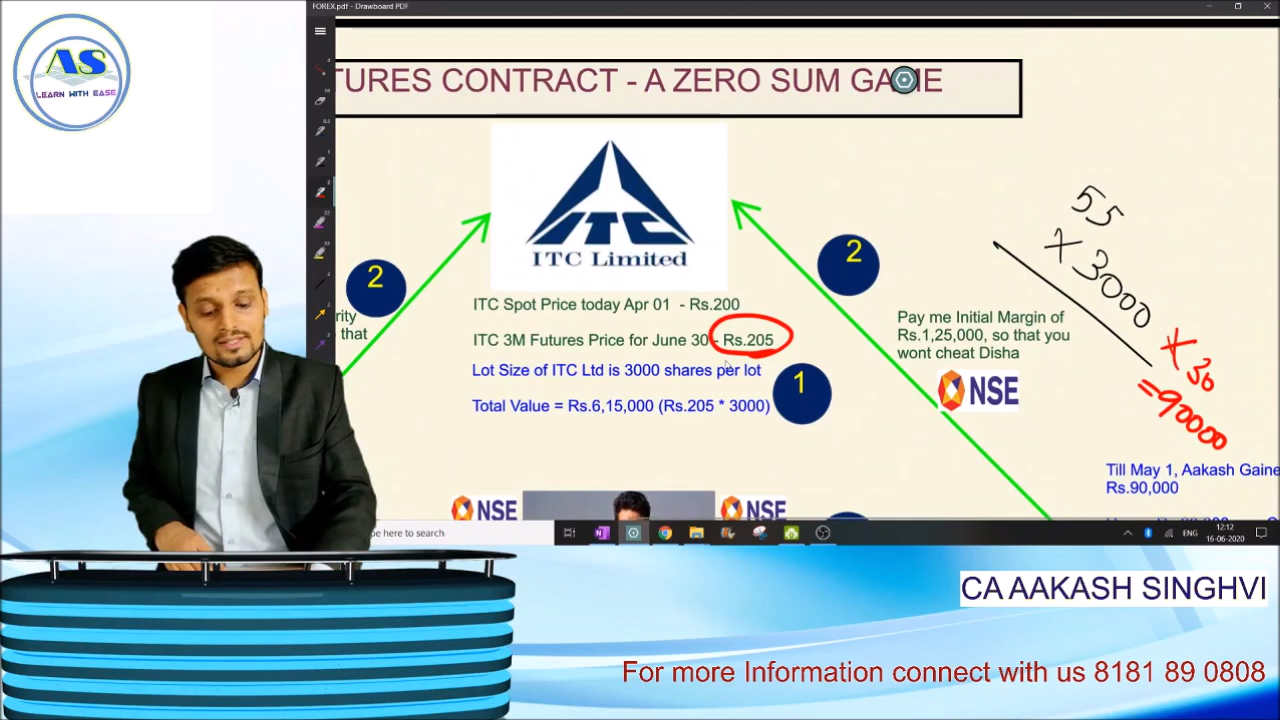 FOREX.pdf - Drawboard PDF
AS
LEARN WITH EASE
TURES CONTRACT - A ZERO SUM GAME
ITC
ITC Limited
2
2
rity
that
ITC Spot Price today Apr 01 - Rs.200
ITC 3M Futures Price for June 30 - Rs.205
Lot Size of ITC Ltd is 3000 shares per lot
Total Value = Rs.6,15,000 (Rs.205 * 3000)
1
Pay me Initial Margin of
Rs.1,25,000, so that you
wont cheat Disha
NSE
55
X 3000
X 30
=90000
Till May 1, Aakash Gaine
Rs.90,000
NSE
NSE
pe here to search
ENG
12:12
16-06-2020
CA AAKASH SINGHVI
For more Information connect with us 8181 89 0808